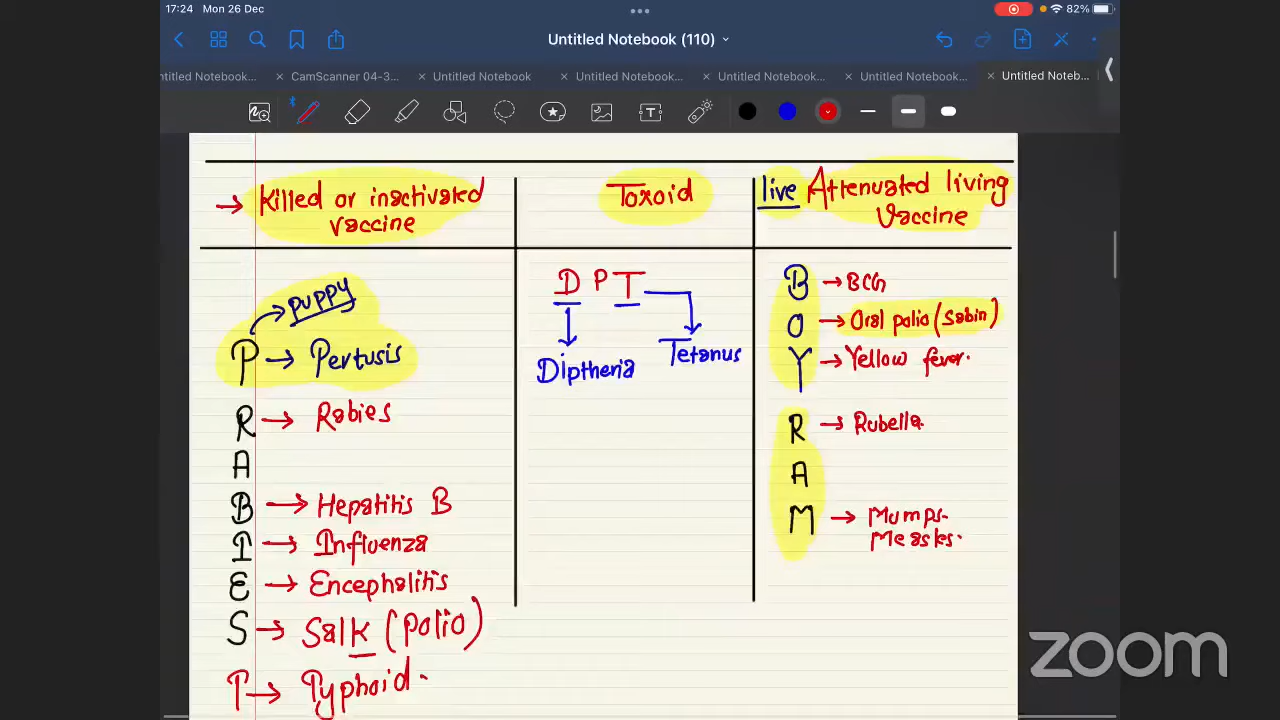 17:24 Mon 26 Dec
82%
Untitled Notebook (110)
ntitled Notebook...
CamScanner 04-3...
Untitled Notebook
Untitled Notebook...
Untitled Notebook...
Untitled Notebook...
Untitled Noteb...
→ Killed or inactivated
vaccine
Toxoid
live Attenuated living
Vaccine
puppy
P → Pertusis
R → Rabies
A
B → Hepatitis B
I → Influenza
E → Encephalitis
S → Salk (polio)
T → Typhoid
D P T
Diptheria
Tetanus
B → BCG
O → Oral polio (Sabin)
Y → Yellow fever.
R → Rubella
A
M → Mumps.
Measles.
zoom